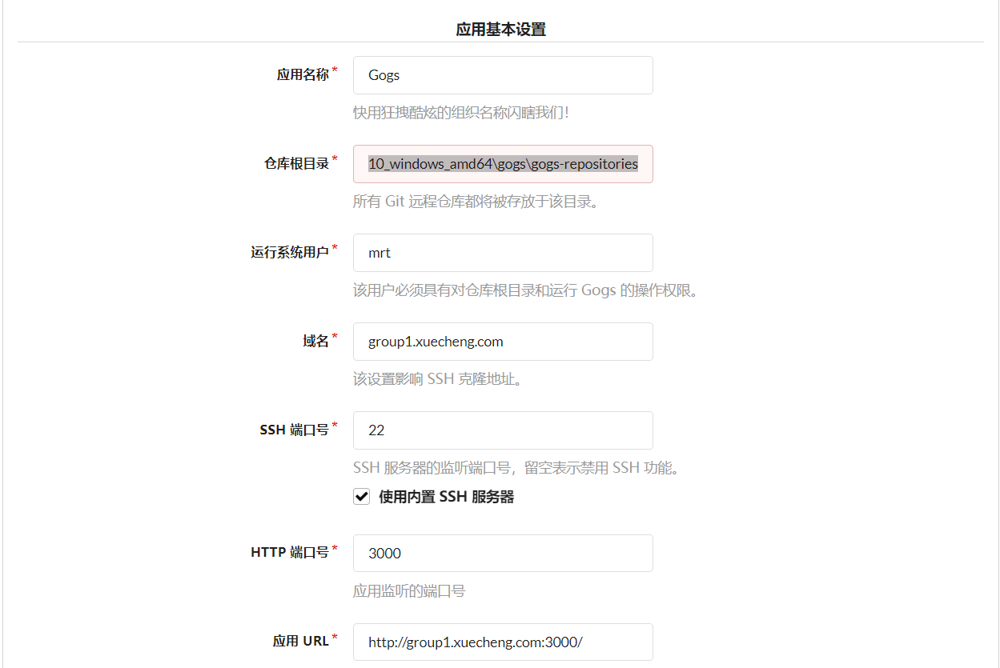 应用基本设置
应用名称*
Gogs
快用狂拽酷炫的组织名称闪瞎我们！
仓库根目录*
10_windows_amd64\gogs\gogs-repositories
所有 Git 远程仓库都将被存放于该目录。
运行系统用户*
mrt
该用户必须具有对仓库根目录和运行 Gogs 的操作权限。
域名*
group1.xuecheng.com
该设置影响 SSH 克隆地址。
SSH 端口号*
22
SSH 服务器的监听端口号，留空表示禁用 SSH 功能。
使用内置 SSH 服务器
HTTP 端口号*
3000
应用监听的端口号
应用 URL*
http://group1.xuecheng.com:3000/